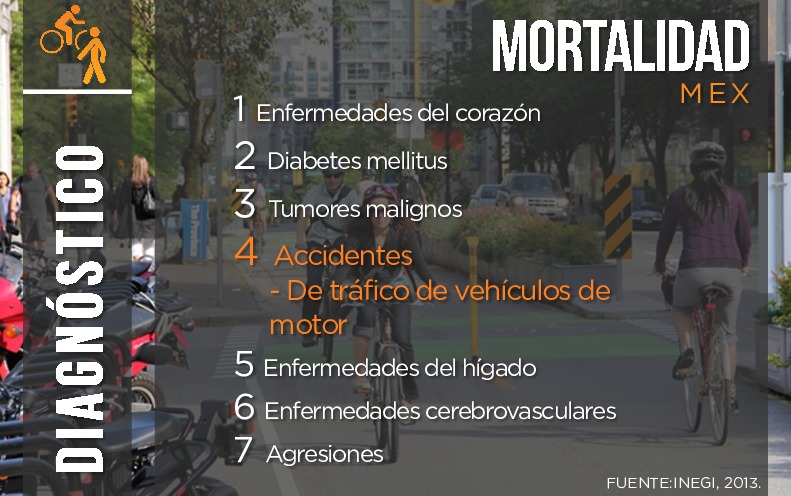 MORTALIDAD
MEX
DIAGNÓSTICO
1 Enfermedades del corazón
2 Diabetes mellitus
3 Tumores malignos
4 Accidentes
- De tráfico de vehículos de
motor
5 Enfermedades del hígado
6 Enfermedades cerebrovasculares
7 Agresiones
FUENTE:INEGI, 2013.